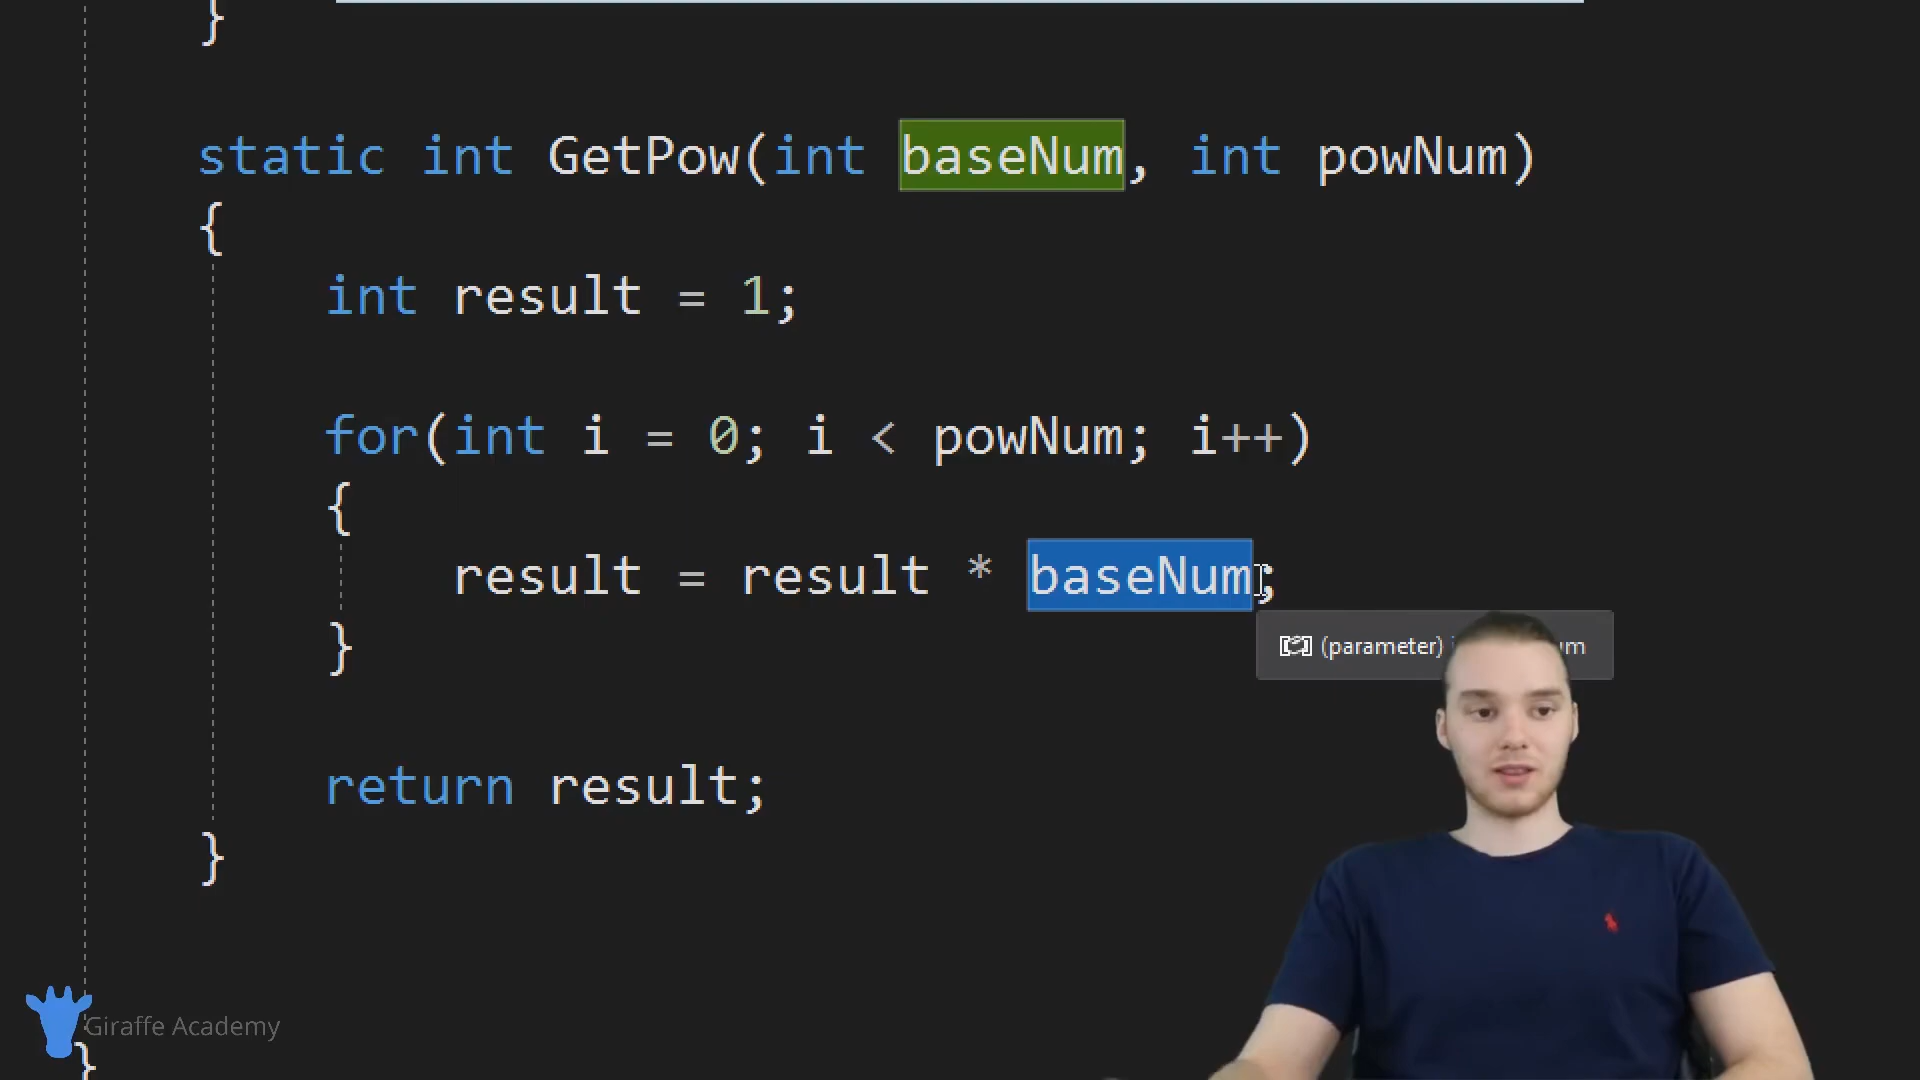 }
static int GetPow(int baseNum, int powNum)
{
int result = 1;
for(int i = 0; i < powNum; i++)
{
result = result * baseNum;
(parameter)
}
return result;
}
Giraffe Academy
}